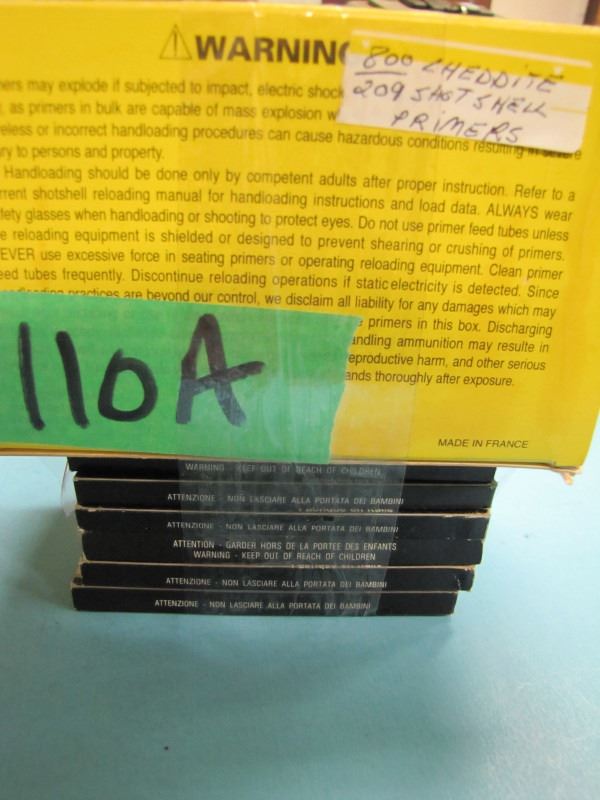 WARNING
800 CHEDDITE
209 SHOTSHELL
PRIMERS
may explode if subjected to impact, electric shock
as primers in bulk are capable of mass explosion
or incorrect handloading procedures can cause hazardous conditions resulting in severe
to persons and property.
Handloading should be done only by competent adults after proper instruction. Refer to a
shotshell reloading manual for handloading instructions and load data. ALWAYS wear
glasses when handloading or shooting to protect eyes. Do not use primer feed tubes unless
reloading equipment is shielded or designed to prevent shearing or crushing of primers.
EVER use excessive force in seating primers or operating reloading equipment. Clean primer
eed tubes frequently. Discontinue reloading operations if static electricity is detected. Since
practices are beyond our control, we disclaim all liability for any damages which may
primers in this box. Discharging
andling ammunition may resulte in
eproductive harm, and other serious
ands thoroughly after exposure.
110A
MADE IN FRANCE
WARNING - KEEP OUT OF REACH OF CHILDREN
ATTENZIONE - NON LASCIARE ALLA PORTATA DEI BAMBINI
ATTENZIONE - NON LASCIARE ALLA PORTATA DEI BAMBINI
ATTENTION - GARDER HORS DE LA PORTEE DES ENFANTS
WARNING - KEEP OUT OF REACH OF CHILDREN
ATTENZIONE - NON LASCIARE ALLA PORTATA DEI BAMBINI
ATTENZIONE - NON LASCIARE ALLA PORTATA DEI BAMBINI